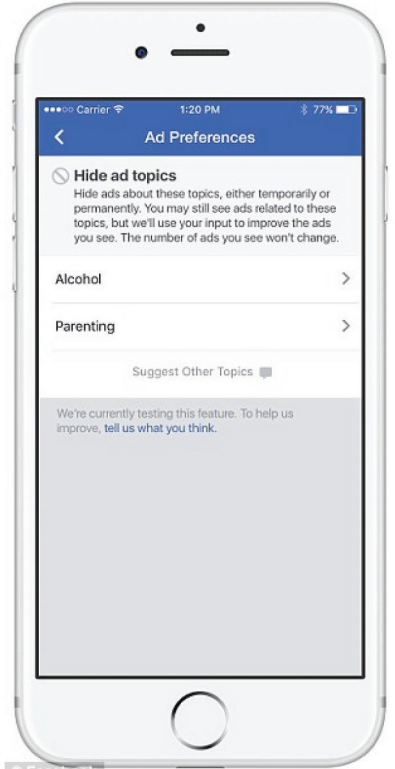 Carrier 1:20 PM 77%
Ad Preferences
Hide ad topics
Hide ads about these topics, either temporarily or
permanently. You may still see ads related to these
topics, but we'll use your input to improve the ads
you see. The number of ads you see won't change.
Alcohol
Parenting
Suggest Other Topics
We're currently testing this feature. To help us
improve, tell us what you think.